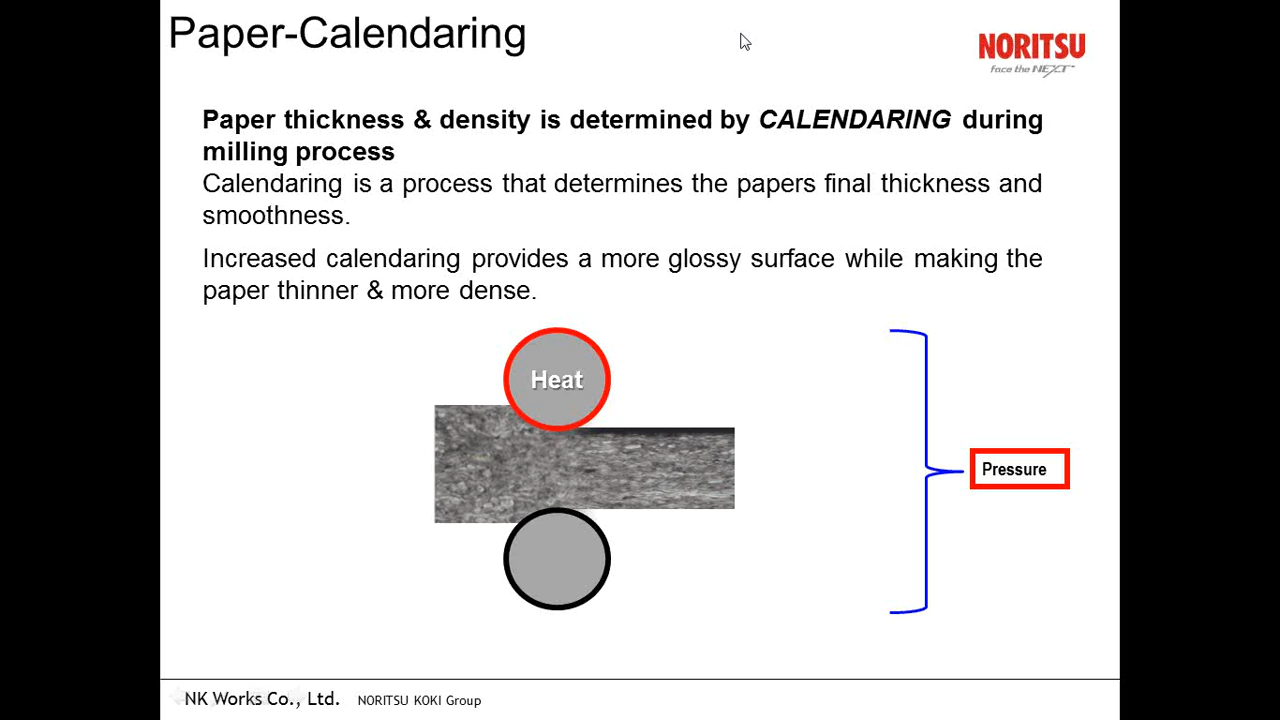 Paper-Calendaring
NORITSU
face the NEXT
Paper thickness & density is determined by CALENDARING during
milling process
Calendaring is a process that determines the papers final thickness and
smoothness.
Increased calendaring provides a more glossy surface while making the
paper thinner & more dense.
Heat
Pressure
NK Works Co., Ltd. NORITSU KOKI Group